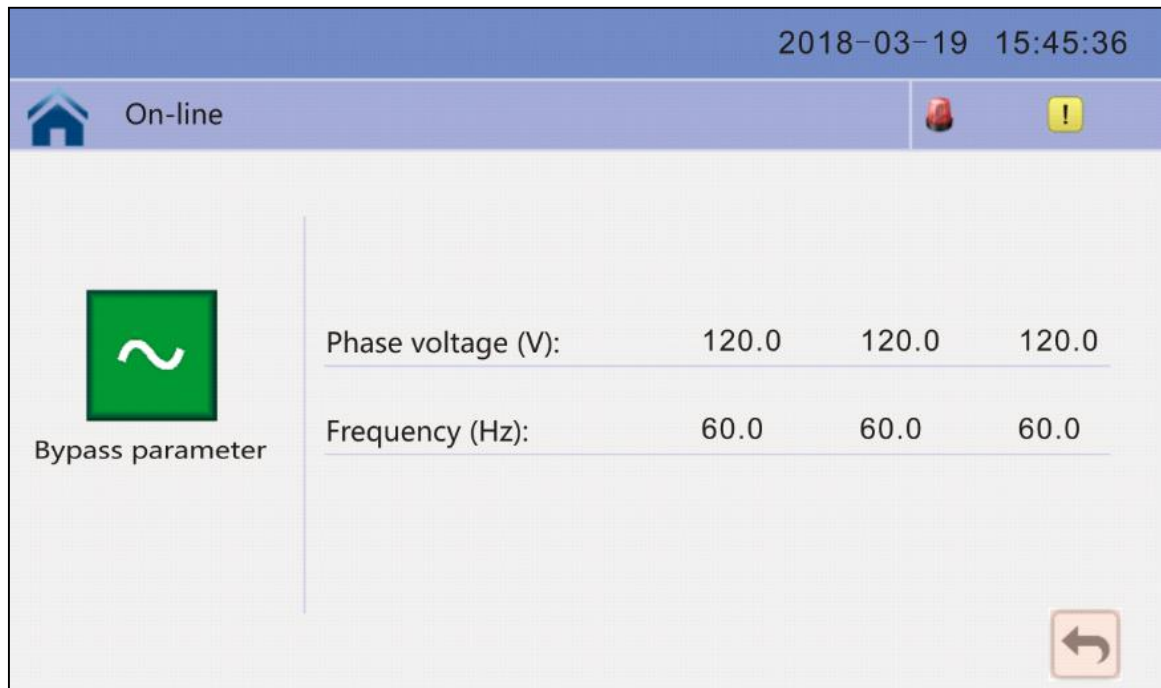 2018-03-19 15:45:36
On-line
!
Phase voltage (V): 120.0 120.0 120.0
Frequency (Hz): 60.0 60.0 60.0
Bypass parameter